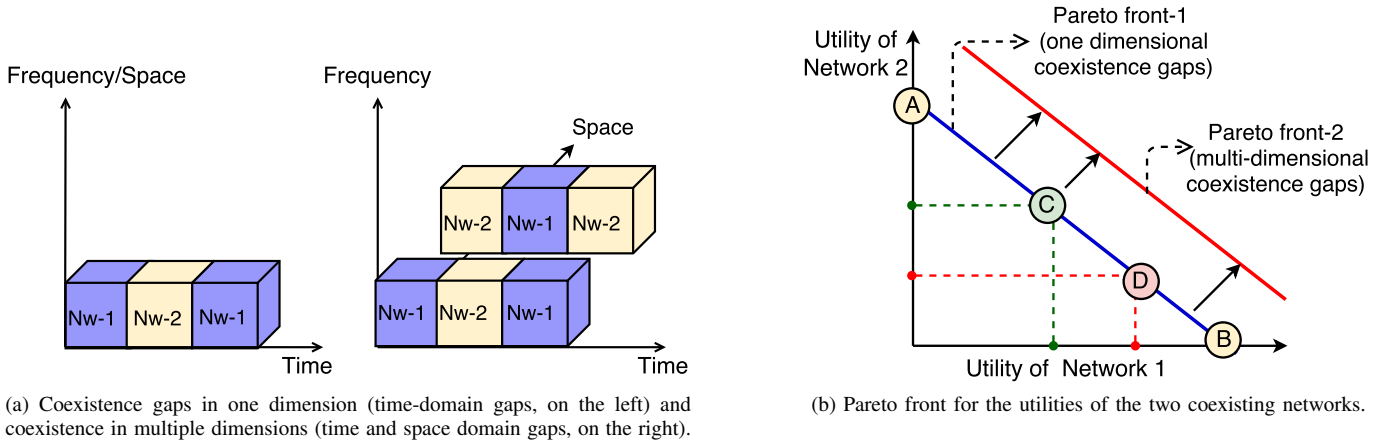 Frequency/Space
Nw-1
Nw-2
Nw-1
Time
Frequency
Space
Nw-2
Nw-1
Nw-2
Nw-1
Nw-2
Nw-1
Time
(a) Coexistence gaps in one dimension (time-domain gaps, on the left) and
coexistence in multiple dimensions (time and space domain gaps, on the right).
Utility of
Network 2
Pareto front-1
(one dimensional
coexistence gaps)
Pareto front-2
(multi-dimensional
coexistence gaps)
A
C
D
B
Utility of Network 1
(b) Pareto front for the utilities of the two coexisting networks.